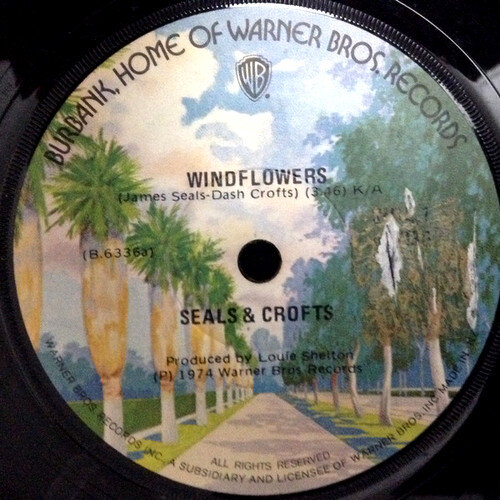 BURBANK, HOME OF WARNER BROS. RECORDS
WB
WINDFLOWERS
(James Seals-Dash Crofts) (3.46) K/A
(B.6336a)
SEALS & CROFTS
Produced by Louie Shelton
(P) 1974 Warner Bros Records
ALL RIGHTS RESERVED
WARNER BROS. RECORDS INC., A SUBSIDIARY AND LICENSEE OF WARNER BROS. INC. MADE IN